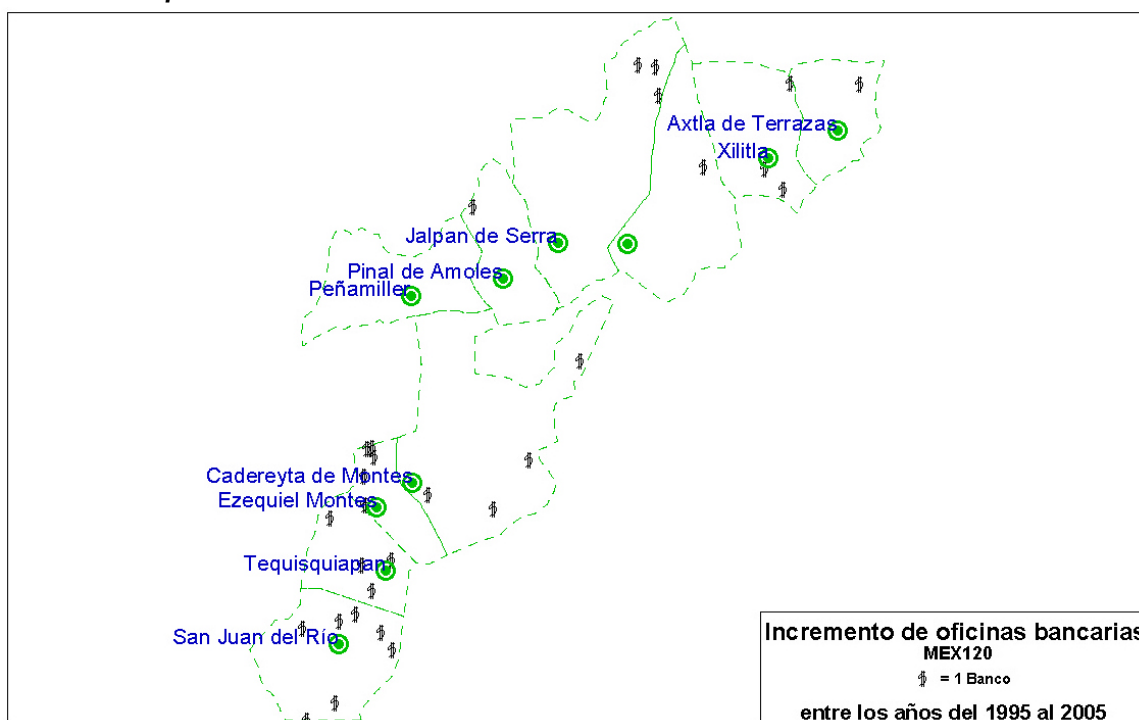 Axtla de Terrazas
Xilitla
Jalpan de Serra
Pinal de Amoles
Peñamiller
Cadereyta de Montes
Ezequiel Montes
Tequisquiapan
San Juan del Río
Incremento de oficinas bancarias
MEX120
= 1 Banco
entre los años del 1995 al 2005